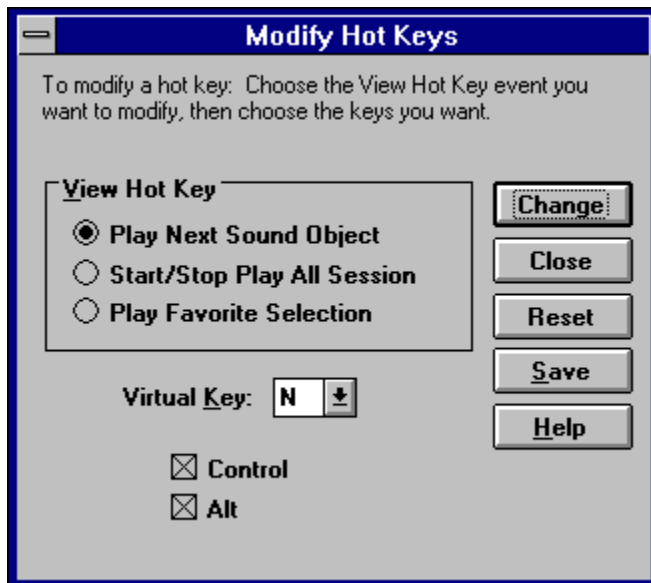 Modify Hot Keys
To modify a hot key:  Choose the View Hot Key event you
want to modify, then choose the keys you want.
View Hot Key
Play Next Sound Object
Start/Stop Play All Session
Play Favorite Selection
Change
Close
Reset
Save
Help
Virtual Key: N
Control
Alt